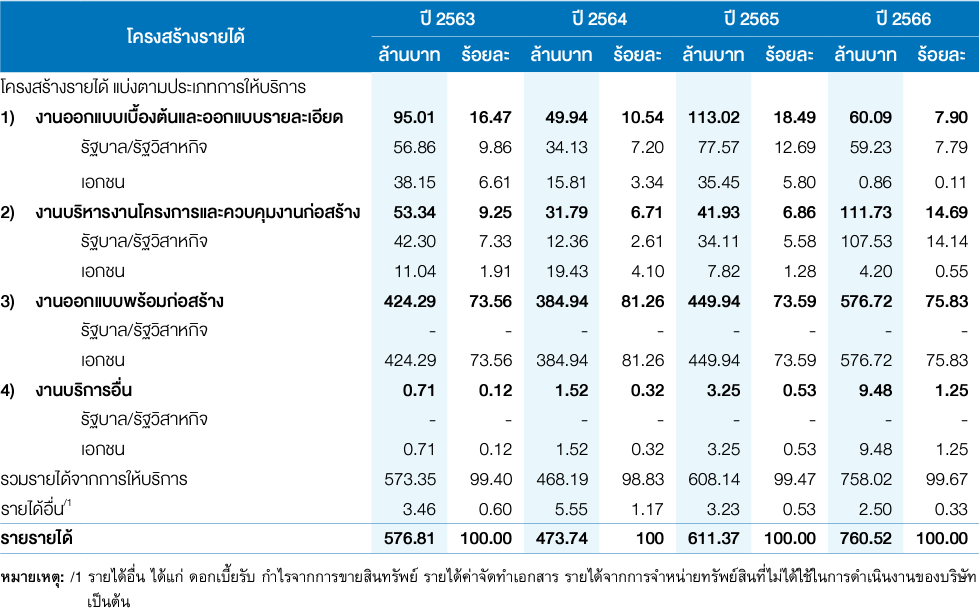 โครงสร้างรายได้ ปี 2563 ปี 2564 ปี 2565 ปี 2566
ล้านบาท ร้อยละ ล้านบาท ร้อยละ ล้านบาท ร้อยละ ล้านบาท ร้อยละ
โครงสร้างรายได้ แบ่งตามประเภทการให้บริการ
1) งานออกแบบเบื้องต้นและออกแบบรายละเอียด 95.01 16.47 49.94 10.54 113.02 18.49 60.09 7.90
รัฐบาล/รัฐวิสาหกิจ 56.86 9.86 34.13 7.20 77.57 12.69 59.23 7.79
เอกชน 38.15 6.61 15.81 3.34 35.45 5.80 0.86 0.11
2) งานบริหารงานโครงการและควบคุมงานก่อสร้าง 53.34 9.25 31.79 6.71 41.93 6.86 111.73 14.69
รัฐบาล/รัฐวิสาหกิจ 42.30 7.33 12.36 2.61 34.11 5.58 107.53 14.14
เอกชน 11.04 1.91 19.43 4.10 7.82 1.28 4.20 0.55
3) งานออกแบบพร้อมก่อสร้าง 424.29 73.56 384.94 81.26 449.94 73.59 576.72 75.83
รัฐบาล/รัฐวิสาหกิจ - - - - - - - -
เอกชน 424.29 73.56 384.94 81.26 449.94 73.59 576.72 75.83
4) งานบริการอื่น 0.71 0.12 1.52 0.32 3.25 0.53 9.48 1.25
รัฐบาล/รัฐวิสาหกิจ - - - - - - - -
เอกชน 0.71 0.12 1.52 0.32 3.25 0.53 9.48 1.25
รวมรายได้จากการให้บริการ 573.35 99.40 468.19 98.83 608.14 99.47 758.02 99.67
รายได้อื่น/1 3.46 0.60 5.55 1.17 3.23 0.53 2.50 0.33
รายรายได้ 576.81 100.00 473.74 100 611.37 100.00 760.52 100.00
หมายเหตุ: /1 รายได้อื่น ได้แก่ ดอกเบี้ยรับ กำไรจากการขายสินทรัพย์ รายได้ค่าจัดทำเอกสาร รายได้จากการจำหน่ายทรัพย์สินที่ไม่ได้ใช้ในการดำเนินงานของบริษัท
เป็นต้น